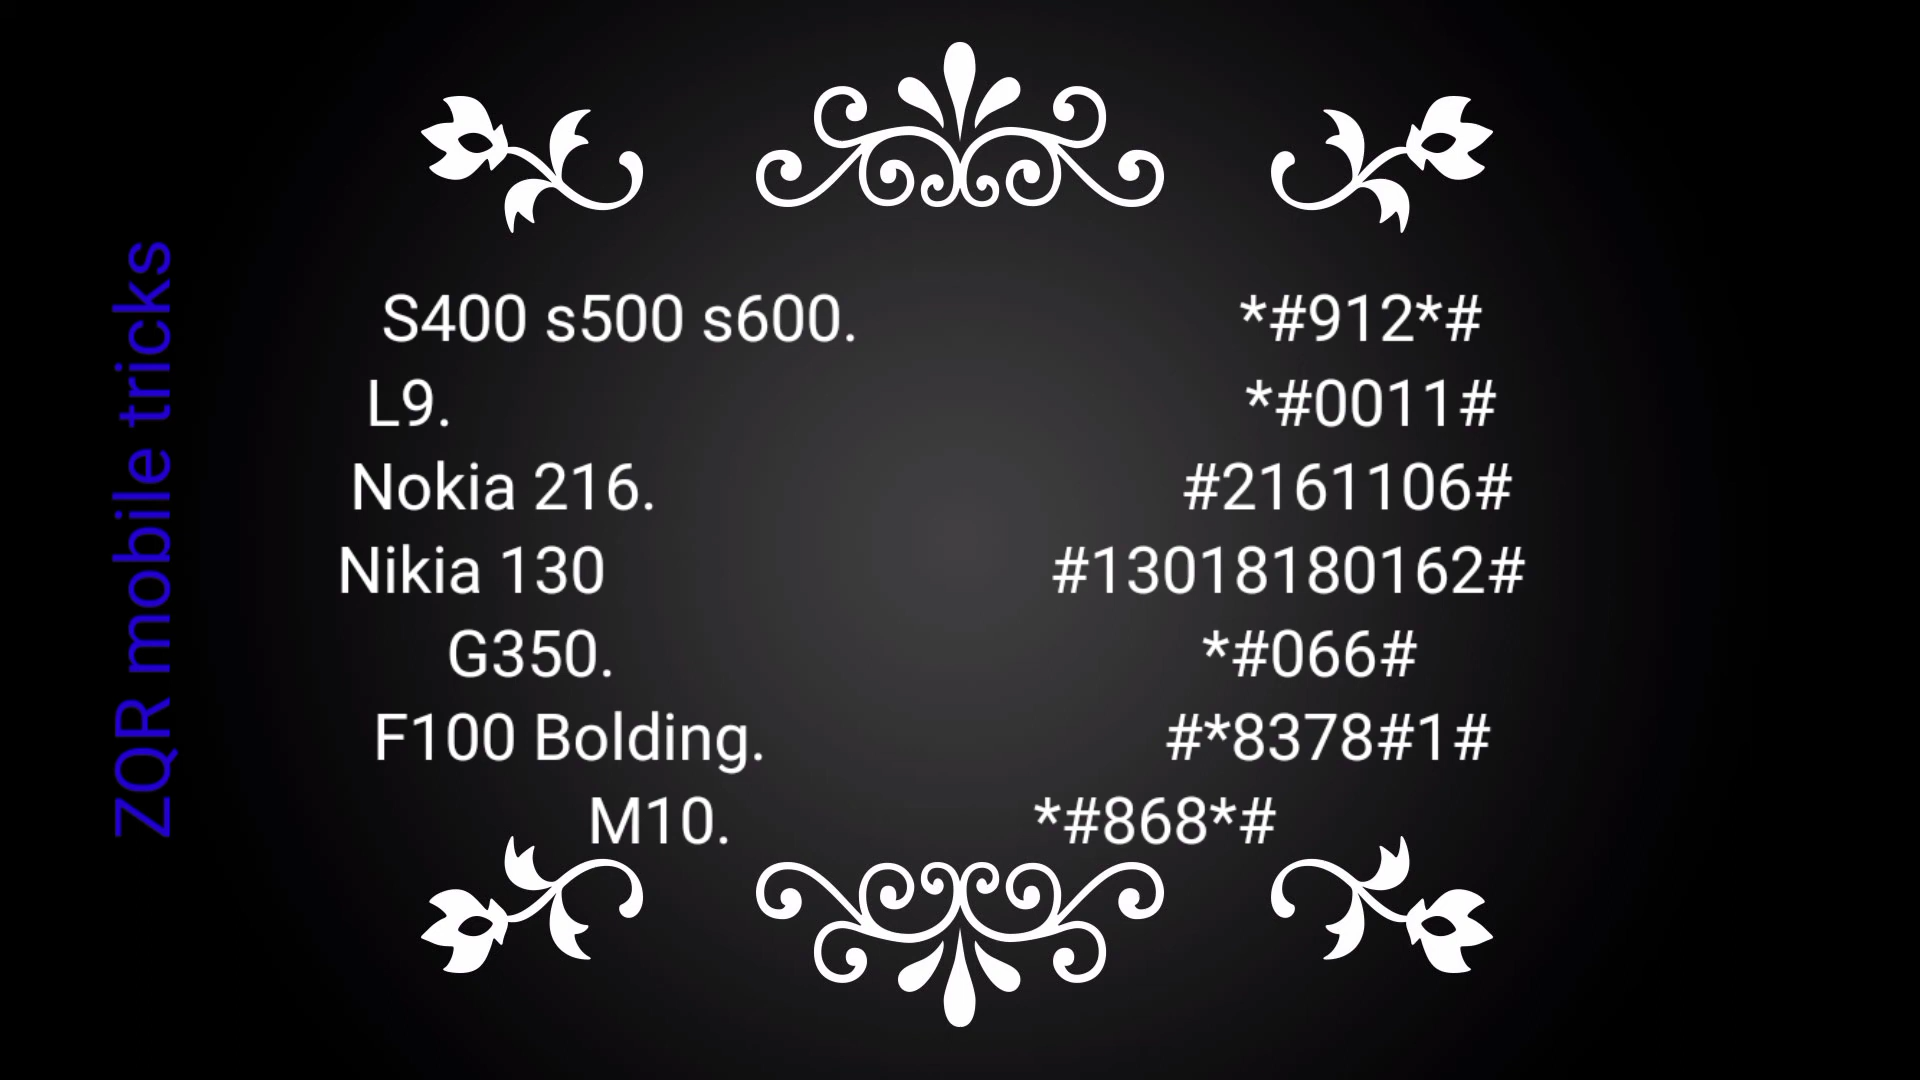 ZQR mobile tricks
S400 s500 s600. *#912*#
L9. *#0011#
Nokia 216. #2161106#
Nikia 130 #13018180162#
G350. *#066#
F100 Bolding. #*8378#1#
M10. *#868*#